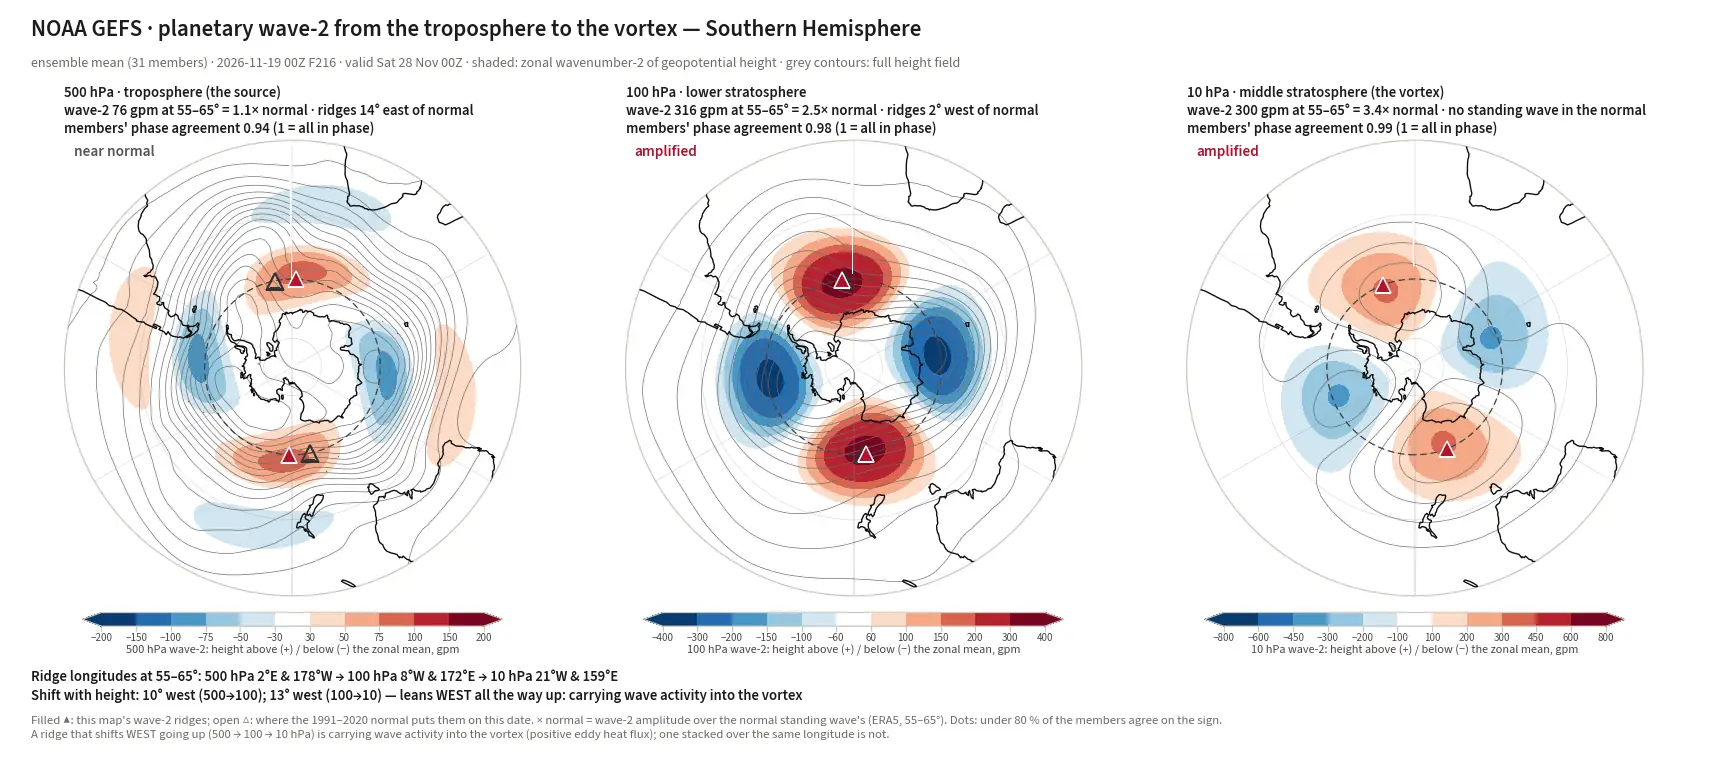 NOAA GEFS · planetary wave-2 from the troposphere to the vortex — Southern Hemisphere
ensemble mean (31 members) · 2026-11-19 00Z F216 · valid Sat 28 Nov 00Z · shaded: zonal wavenumber-2 of geopotential height · grey contours: full height field
500 hPa · troposphere (the source)
wave-2 76 gpm at 55–65° = 1.1× normal · ridges 14° east of normal
members' phase agreement 0.94 (1 = all in phase)
near normal
100 hPa · lower stratosphere
wave-2 316 gpm at 55–65° = 2.5× normal · ridges 2° west of normal
members' phase agreement 0.98 (1 = all in phase)
amplified
10 hPa · middle stratosphere (the vortex)
wave-2 300 gpm at 55–65° = 3.4× normal · no standing wave in the normal
members' phase agreement 0.99 (1 = all in phase)
amplified
−200 −150 −100 −75 −50 −30 30 50 75 100 150 200
500 hPa wave-2: height above (+) / below (−) the zonal mean, gpm
−400 −300 −200 −150 −100 −60 60 100 150 200 300 400
100 hPa wave-2: height above (+) / below (−) the zonal mean, gpm
−800 −600 −450 −300 −200 −100 100 200 300 450 600 800
10 hPa wave-2: height above (+) / below (−) the zonal mean, gpm
Ridge longitudes at 55–65°: 500 hPa 2°E & 178°W → 100 hPa 8°W & 172°E → 10 hPa 21°W & 159°E
Shift with height: 10° west (500→100); 13° west (100→10) — leans WEST all the way up: carrying wave activity into the vortex
Filled ▲: this map's wave-2 ridges; open △: where the 1991–2020 normal puts them on this date. × normal = wave-2 amplitude over the normal standing wave's (ERA5, 55–65°). Dots: under 80 % of the members agree on the sign.
A ridge that shifts WEST going up (500 → 100 → 10 hPa) is carrying wave activity into the vortex (positive eddy heat flux); one stacked over the same longitude is not.